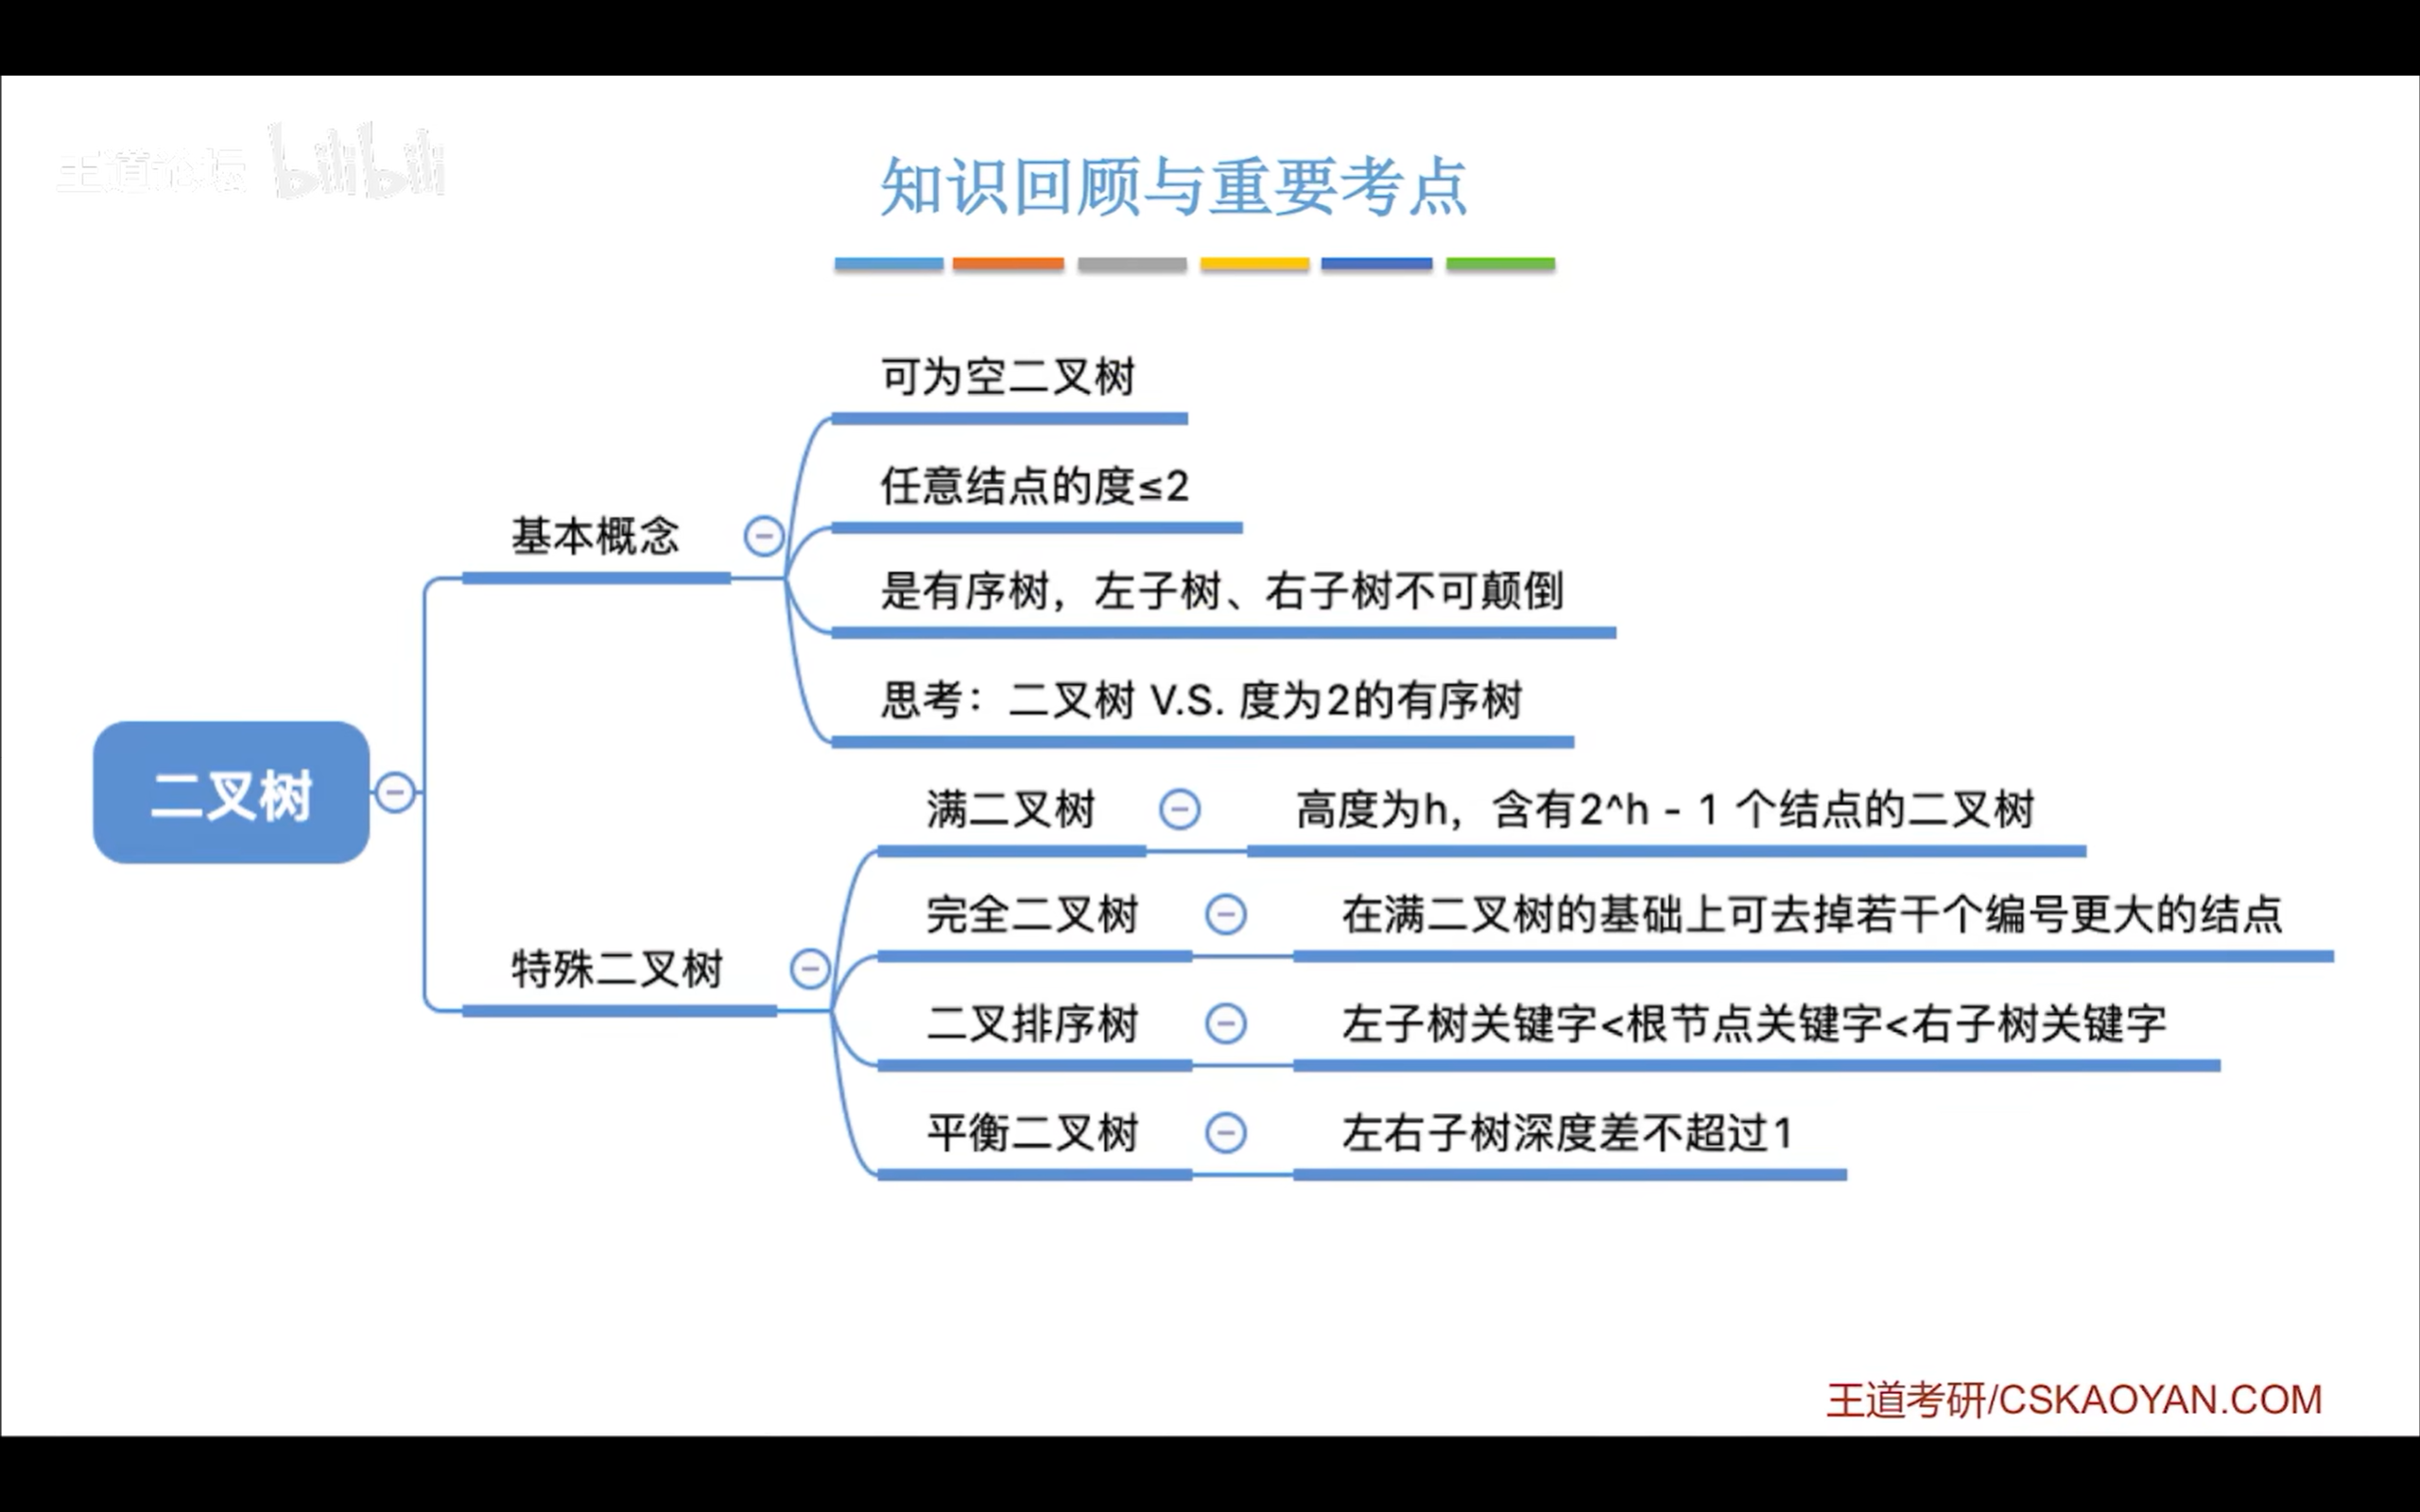 王道论坛 bilibili
知识回顾与重要考点
二叉树
基本概念
可为空二叉树
任意结点的度≤2
是有序树，左子树、右子树不可颠倒
思考：二叉树 V.S. 度为2的有序树
特殊二叉树
满二叉树
高度为h，含有2^h - 1 个结点的二叉树
完全二叉树
在满二叉树的基础上可去掉若干个编号更大的结点
二叉排序树
左子树关键字<根节点关键字<右子树关键字
平衡二叉树
左右子树深度差不超过1
王道考研/CSKAOYAN.COM